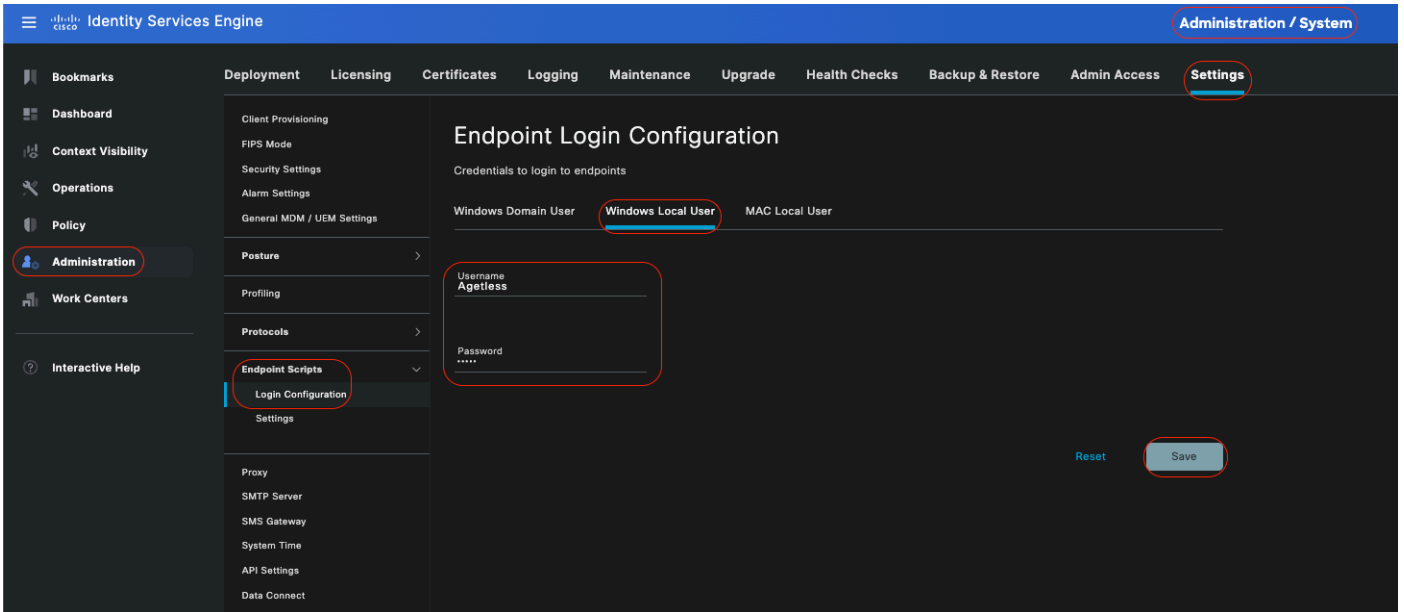 cisco Identity Services Engine
Administration / System
Bookmarks
Dashboard
Context Visibility
Operations
Policy
Administration
Work Centers
? Interactive Help
Deployment Licensing Certificates Logging Maintenance Upgrade Health Checks Backup & Restore Admin Access Settings
Client Provisioning
FIPS Mode
Security Settings
Alarm Settings
General MDM / UEM Settings
Posture
Profiling
Protocols
Endpoint Scripts
Login Configuration
Settings
Proxy
SMTP Server
SMS Gateway
System Time
API Settings
Data Connect
Endpoint Login Configuration
Credentials to login to endpoints
Windows Domain User Windows Local User MAC Local User
Username
Agetless
Password
•••••
Reset Save